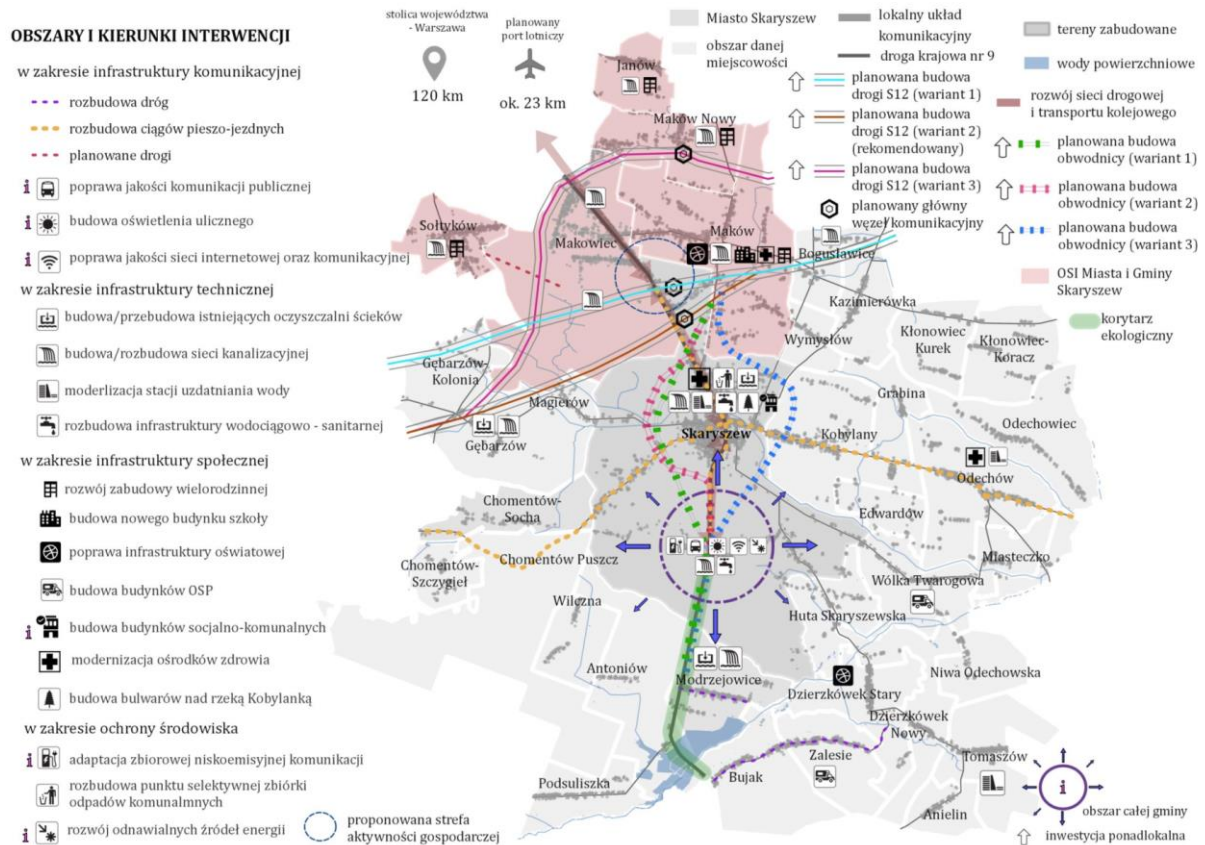 OBSZARY I KIERUNKI INTERWENCJI
w zakresie infrastruktury komunikacyjnej
rozbudowa dróg
rozbudowa ciągów pieszo-jezdnych
planowane drogi
i poprawa jakości komunikacji publicznej
i budowa oświetlenia ulicznego
i poprawa jakości sieci internetowej oraz komunikacyjnej
w zakresie infrastruktury technicznej
budowa/przebudowa istniejących oczyszczalni ścieków
budowa/rozbudowa sieci kanalizacyjnej
moderlizacja stacji uzdatniania wody
rozbudowa infrastruktury wodociągowo - sanitarnej
w zakresie infrastruktury społecznej
rozwój zabudowy wielorodzinnej
budowa nowego budynku szkoły
poprawa infrastruktury oświatowej
budowa budynków OSP
i budowa budynków socjalno-komunalnych
modernizacja ośrodków zdrowia
budowa bulwarów nad rzeką Kobylanką
w zakresie ochrony środowiska
i adaptacja zbiorowej niskoemisyjnej komunikacji
rozbudowa punktu selektywnej zbiórki
odpadów komunalmnych
i rozwój odnawialnych źródeł energii
proponowana strefa
aktywności gospodarczej
stolica województwa
- Warszawa
120 km
planowany
port lotniczy
ok. 23 km
Miasto Skaryszew
obszar danej
miejscowości
lokalny układ
komunikacyjny
droga krajowa nr 9
planowana budowa
drogi S12 (wariant 1)
planowana budowa
drogi S12 (wariant 2)
(rekomendowany)
planowana budowa
drogi S12 (wariant 3)
planowany główny
węzeł komunikacyjny
tereny zabudowane
wody powierzchniowe
rozwój sieci drogowej
i transportu kolejowego
planowana budowa
obwodnicy (wariant 1)
planowana budowa
obwodnicy (wariant 2)
planowana budowa
obwodnicy (wariant 3)
OSI Miasta i Gminy
Skaryszew
korytarz
ekologiczny
Janów
Maków Nowy
Sołtyków
Makowiec
Maków
Bogusławice
Kazimierówka
Kłonowiec
Kurek
Kłonowiec-
Koracz
Wymysłów
Gębarzów-
Kolonia
Magierów
Gębarzów
Grabina
Odechowiec
Skaryszew
Kobylany
Odechów
Chomentów-
Socha
Edwardów
Chomentów Puszcz
Miasteczko
Chomentów-
Szczygieł
Wólka Twarogowa
Wilczna
Huta Skaryszewska
Antoniów
Modrzejowice
Niwa Odechowska
Dzierzkówek Stary
Dzierzkówek
Nowy
Zalesie
Tomaszów
Bujak
Podsuliszka
Anielin
i
obszar całej gminy
inwestycja ponadlokalna